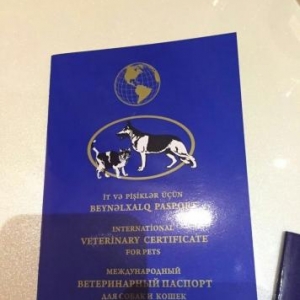 İT VƏ PİŞİKLƏR ÜÇÜN
BEYNƏLXALQ PASPORT
INTERNATIONAL
VETERINARY CERTIFICATE
FOR PETS
МЕЖДУНАРОДНЫЙ
ВЕТЕРИНАРНЫЙ ПАСПОРТ
ДЛЯ СОБАК И КОШЕК